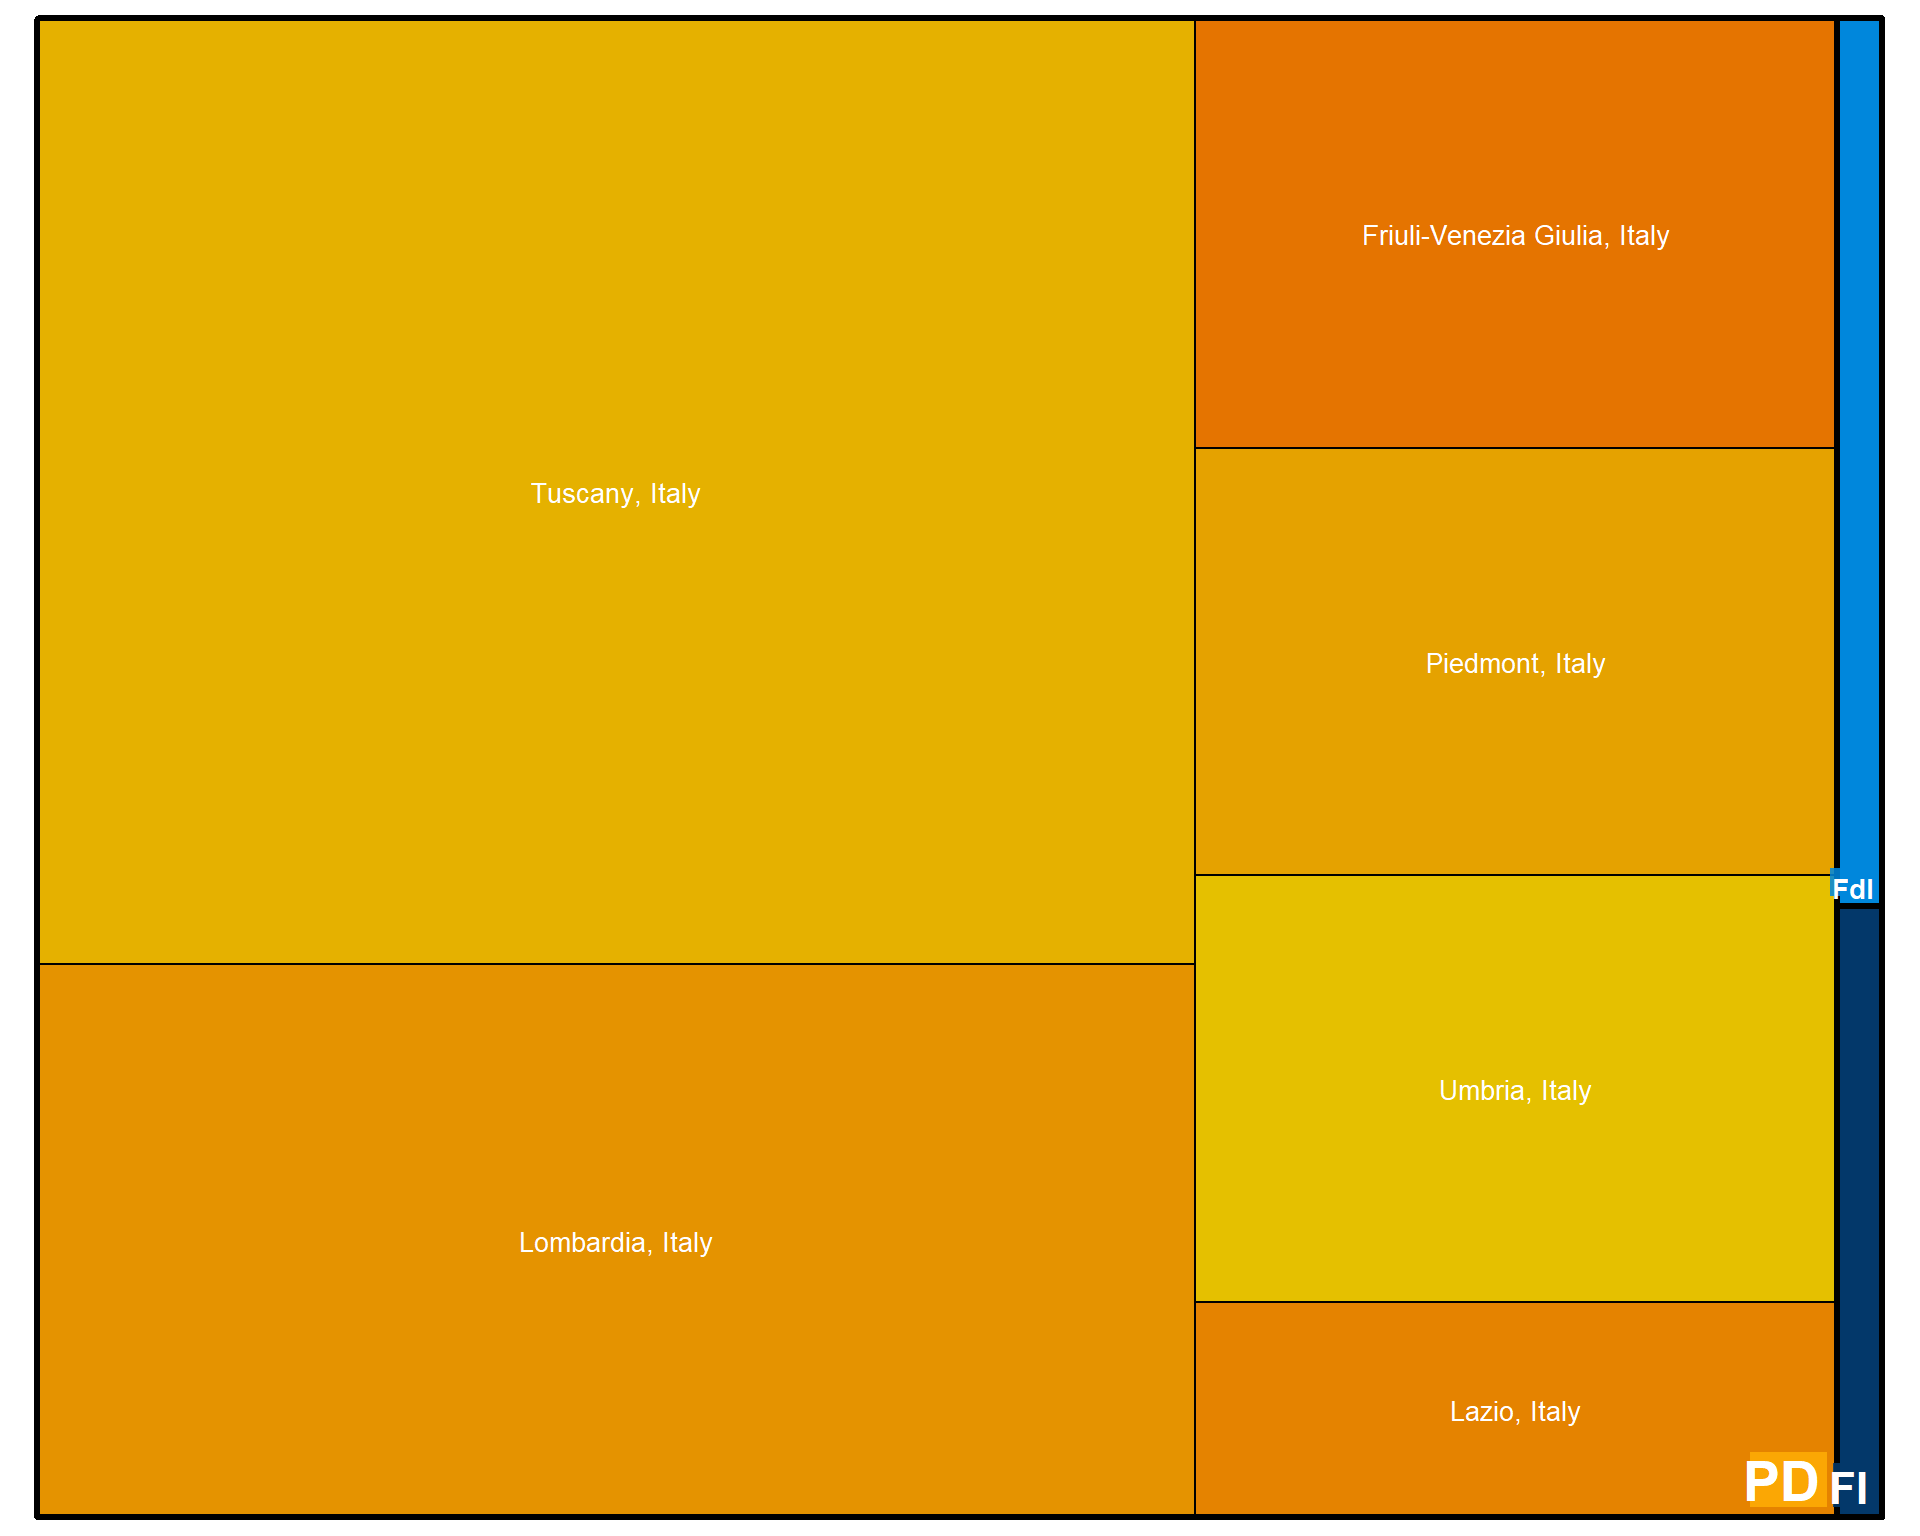 Friuli-Venezia Giulia, Italy
Tuscany, Italy
Piedmont, Italy
FdI
Umbria, Italy
Lombardia, Italy
Lazio, Italy
PD
FI